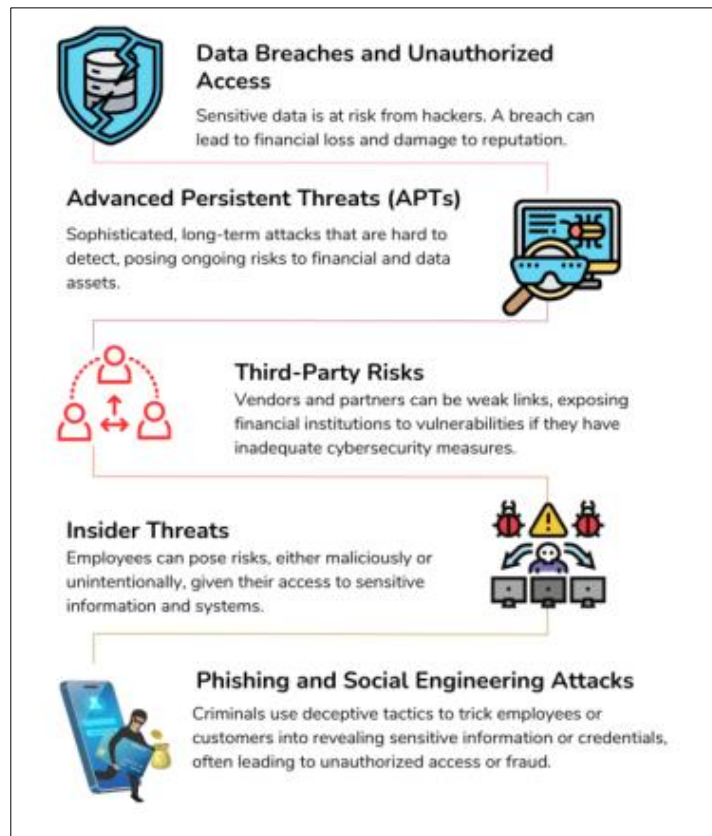 Data Breaches and Unauthorized
Access
Sensitive data is at risk from hackers. A breach can
lead to financial loss and damage to reputation.
Advanced Persistent Threats (APTs)
Sophisticated, long-term attacks that are hard to
detect, posing ongoing risks to financial and data
assets.
Third-Party Risks
Vendors and partners can be weak links, exposing
financial institutions to vulnerabilities if they have
inadequate cybersecurity measures.
Insider Threats
Employees can pose risks, either maliciously or
unintentionally, given their access to sensitive
information and systems.
Phishing and Social Engineering Attacks
Criminals use deceptive tactics to trick employees or
customers into revealing sensitive information or credentials,
often leading to unauthorized access or fraud.